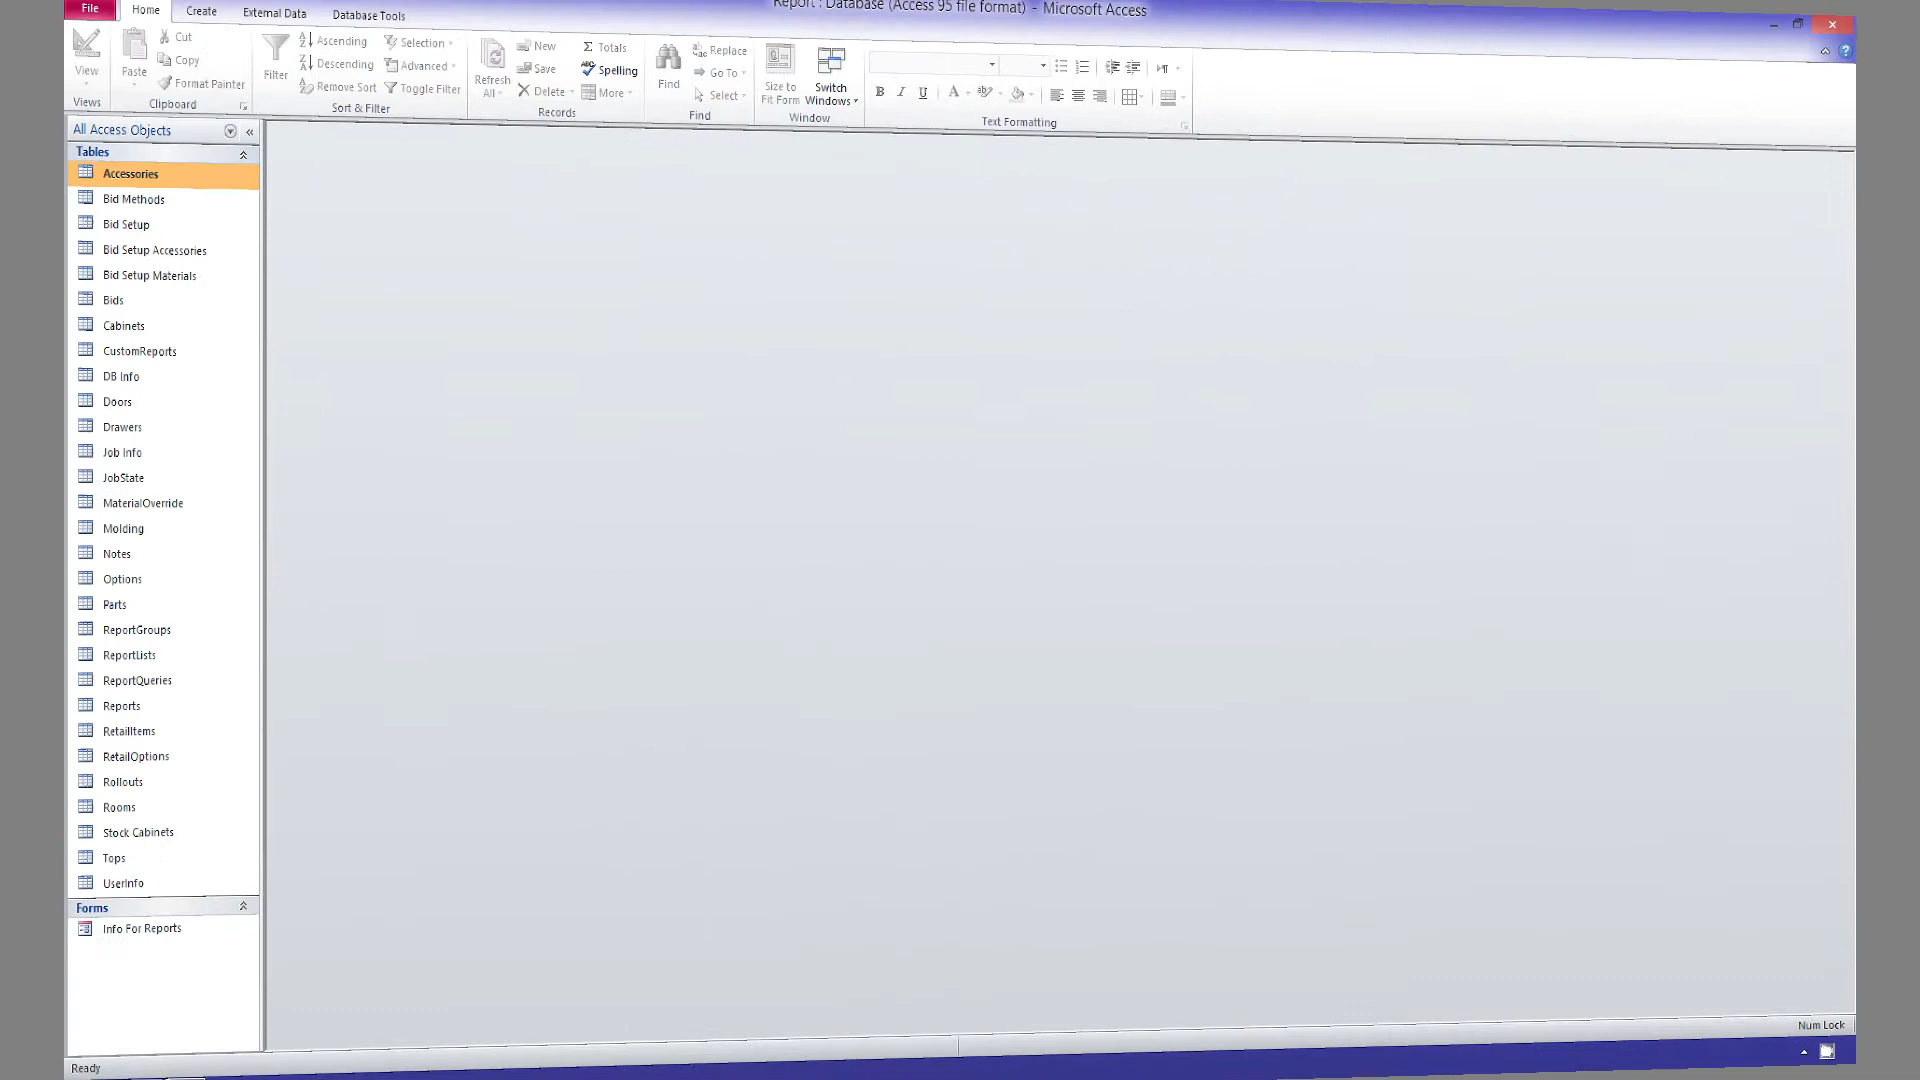 Report : Database (Access 95 file format) - Microsoft Access
File Home Create External Data Database Tools
View
Views
Paste
Cut
Copy
Format Painter
Clipboard
Filter
Ascending
Descending
Remove Sort
Selection
Advanced
Toggle Filter
Sort & Filter
Refresh
All
New
Save
Delete
Totals
Spelling
More
Records
Find
Replace
Go To
Select
Find
Size to
Fit Form
Switch
Windows
Window
B I U A
Text Formatting
All Access Objects
Tables
Accessories
Bid Methods
Bid Setup
Bid Setup Accessories
Bid Setup Materials
Bids
Cabinets
CustomReports
DB Info
Doors
Drawers
Job Info
JobState
MaterialOverride
Molding
Notes
Options
Parts
ReportGroups
ReportLists
ReportQueries
Reports
RetailItems
RetailOptions
Rollouts
Rooms
Stock Cabinets
Tops
UserInfo
Forms
Info For Reports
Num Lock
Ready